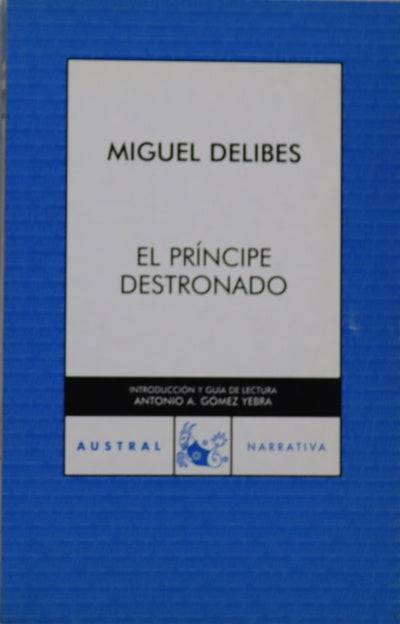 MIGUEL DELIBES
EL PRÍNCIPE
DESTRONADO
INTRODUCCIÓN Y GUÍA DE LECTURA
ANTONIO A. GÓMEZ YEBRA
AUSTRAL NARRATIVA